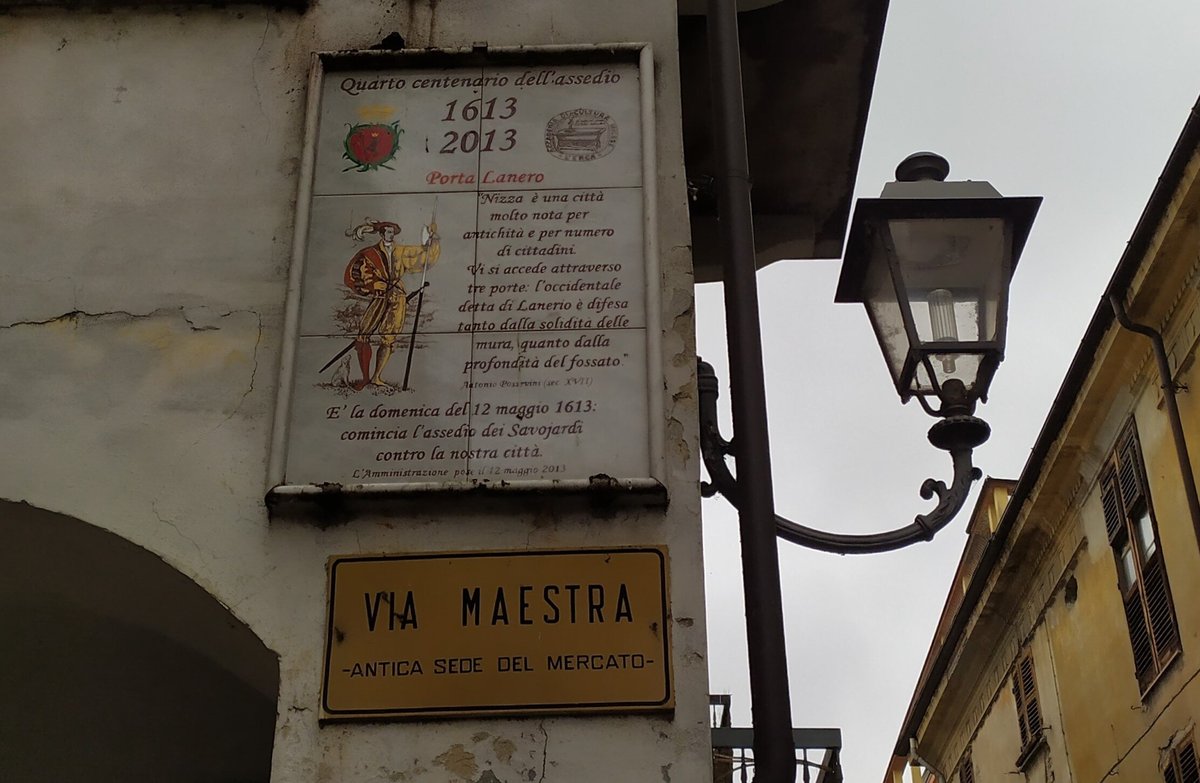 Quarto centenario dell'assedio
1613
2013
Porta Lanero
"Nizza è una città
molto nota per
antichità e per numero
di cittadini.
Vi si accede attraverso
tre porte: l'occidentale
detta di Lanerio è difesa
tanto dalla solidità delle
mura, quanto dalla
profondità del fossato."
Antonio Possevini (sec. XVII)
E' la domenica del 12 maggio 1613:
comincia l'assedio dei Savojardi
contro la nostra città.
L'Amministrazione pose il 12 maggio 2013
VIA MAESTRA
-ANTICA SEDE DEL MERCATO-